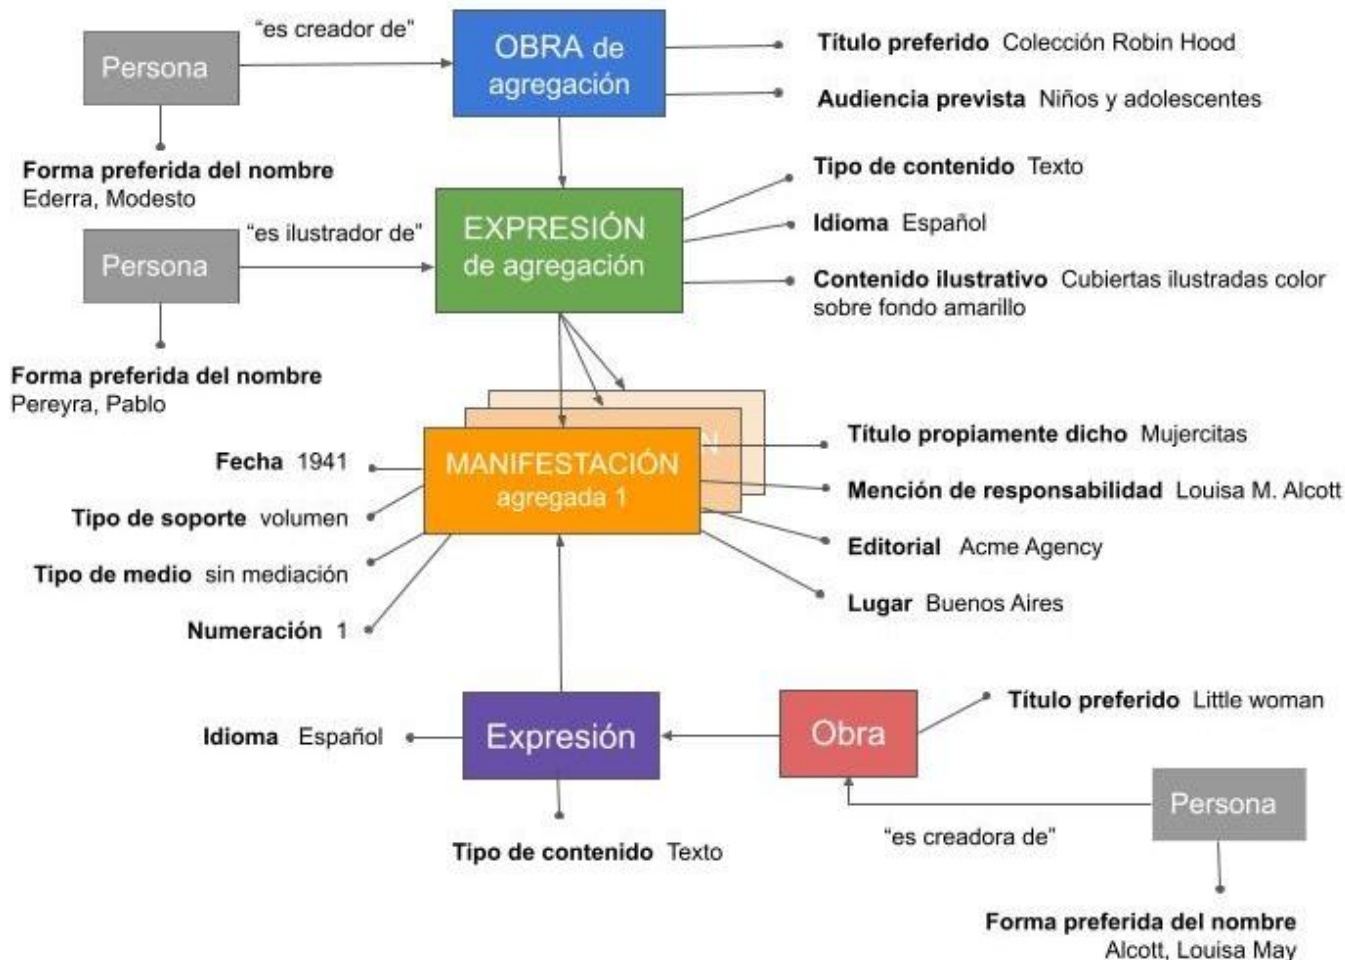 “es creador de”
Persona
OBRA de
agregación
Título preferido Colección Robin Hood
Audiencia prevista Niños y adolescentes
Forma preferida del nombre
Ederra, Modesto
Tipo de contenido Texto
“es ilustrador de”
Persona
EXPRESIÓN
de agregación
Idioma Español
Contenido ilustrativo Cubiertas ilustradas color
sobre fondo amarillo
Forma preferida del nombre
Pereyra, Pablo
Fecha 1941
Tipo de soporte volumen
Tipo de medio sin mediación
Numeración 1
MANIFESTACIÓN
agregada 1
N
Título propiamente dicho Mujercitas
Mención de responsabilidad Louisa M. Alcott
Editorial Acme Agency
Lugar Buenos Aires
Idioma Español
Expresión
Obra
Título preferido Little woman
Tipo de contenido Texto
“es creadora de”
Persona
Forma preferida del nombre
Alcott, Louisa May